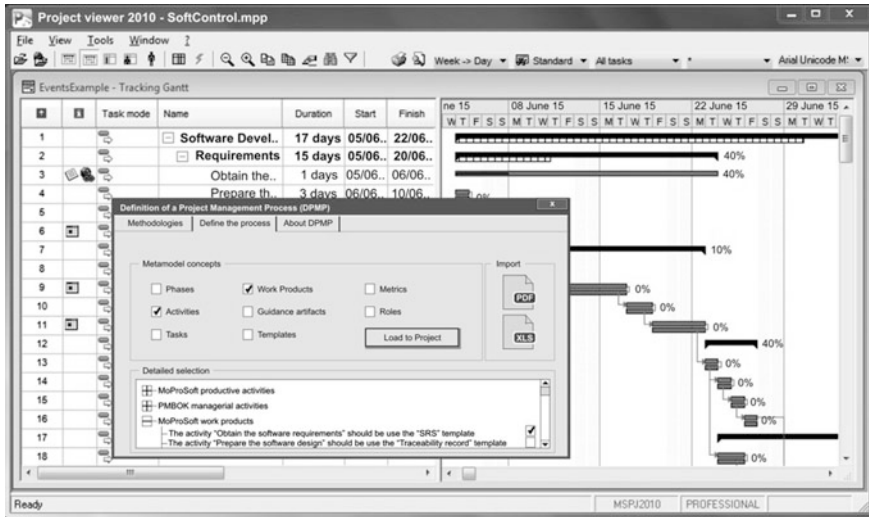 Project viewer 2010 - SoftControl.mpp
File View Tools Window ?
Week -> Day Standard All tasks * Arial Unicode M
EventsExample - Tracking Gantt
Task mode Name Duration Start Finish
ne 15 08 June 15 15 June 15 22 June 15 29 June 15
W T F S S M T W T F S S M T W T F S S M T W T F S S M T W T
1 Software Devel.. 17 days 05/06.. 22/06..
2 Requirements 15 days 05/06.. 20/06.. 40%
3 Obtain the.. 1 days 05/06.. 06/06.. 40%
4 Prepare th.. 3 days 06/06.. 10/06.. 0%
5
6
7 10%
8
9 0%
10 0%
11 0%
12 40%
13 0%
14 0%
15 0%
16 0%
17
18 0%
Definition of a Project Management Process (DPMP) x
Methodologies Define the process About DPMP
Metamodel concepts
Phases Work Products Metrics
Activities Guidance artifacts Roles
Tasks Templates Load to Project
Import
PDF
XLS
Detailed selection
MoProSoft productive activities
PMBOK managerial activities
MoProSoft work products
The activity "Obtain the software requirements" should be use the "SRS" template
The activity "Prepare the software design" should be use the "Traceability record" template
Ready MSPJ2010 PROFESSIONAL